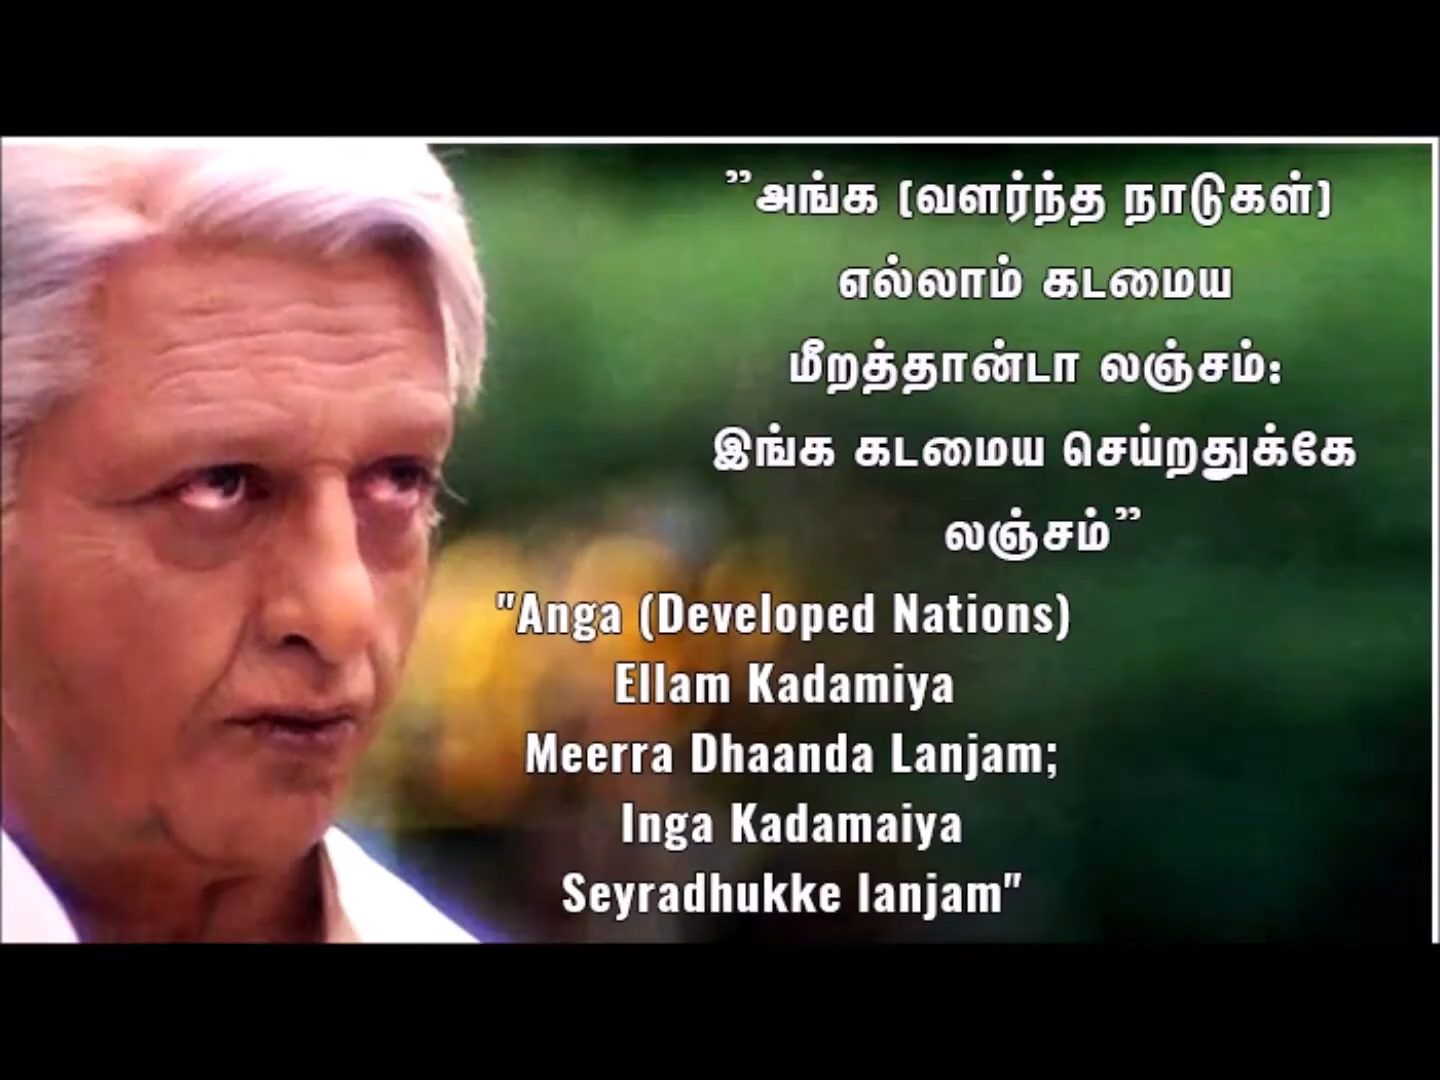 ”அங்க (வளர்ந்த நாடுகள்)
எல்லாம் கடமைய
மீறத்தான்டா லஞ்சம்:
இங்க கடமைய செய்றதுக்கே
லஞ்சம்”
"Anga (Developed Nations)
Ellam Kadamiya
Meerra Dhaanda Lanjam;
Inga Kadamaiya
Seyradhukke lanjam"